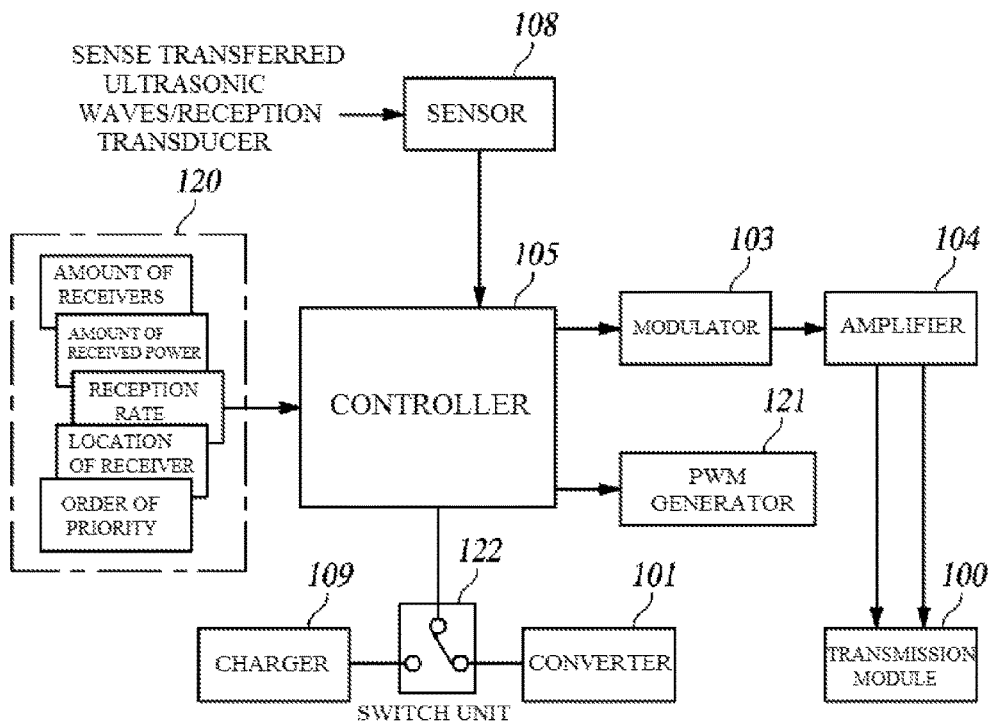 108
SENSE TRANSFERRED
ULTRASONIC
WAVES/RECEPTION
TRANSDUCER
SENSOR
120
105
103
104
AMOUNT OF
RECEIVERS
AMOUNT OF
RECEIVED POWER
RECEPTION
RATE
LOCATION
OF RECEIVER
ORDER OF
PRIORITY
CONTROLLER
MODULATOR
AMPLIFIER
121
PWM
GENERATOR
122
109
101
100
CHARGER
CONVERTER
TRANSMISSION
MODULE
SWITCH UNIT